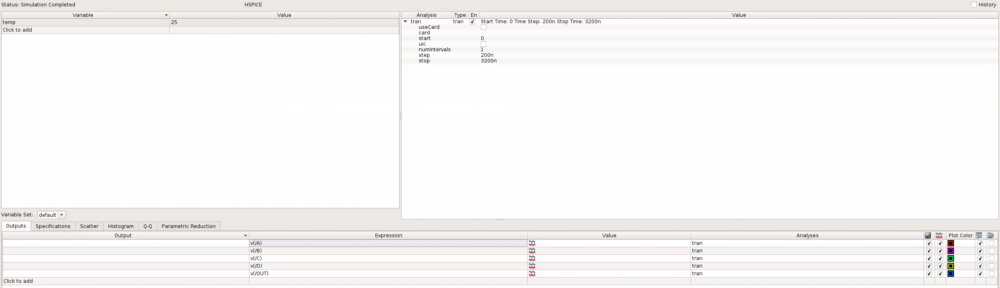 Status: Simulation Completed HSPICE History
Variable Value
temp 25
Click to add
Analysis Type En Value
tran tran Start Time: 0 Time Step: 200n Stop Time: 3200n
useCard
card
start 0
uic
numIntervals 1
step 200n
stop 3200n
Variable Set: default
Outputs Specifications Scatter Histogram Q-Q Parametric Reduction
Output Expression Value Analyses Plot Color
v(/A) tran
v(/B) tran
v(/C) tran
v(/D) tran
v(/OUT) tran
Click to add